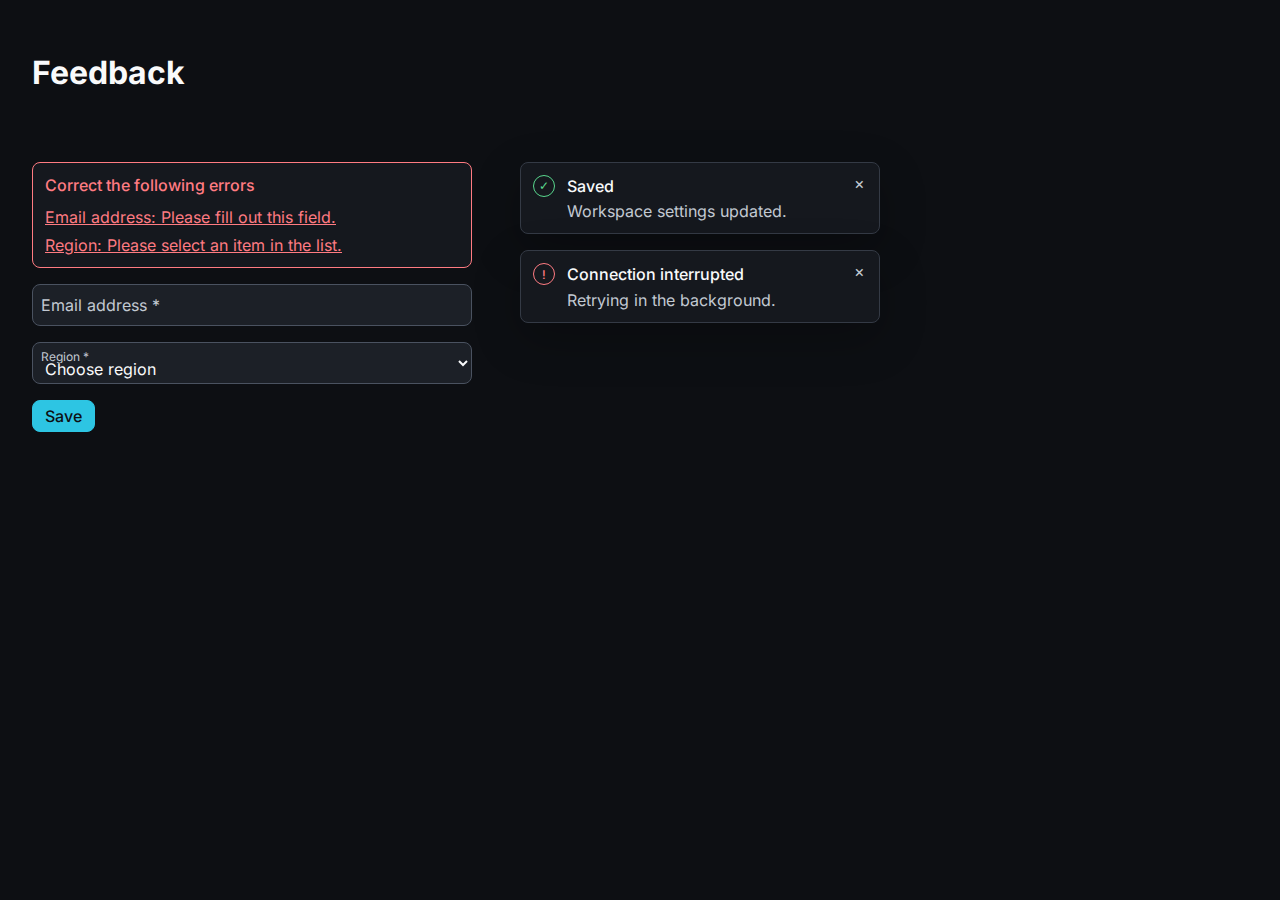 Feedback
Correct the following errors
Email address: Please fill out this field.
Region: Please select an item in the list.
Email address *
Region *
Choose region
Save
✓ Saved ×
Workspace settings updated.
! Connection interrupted ×
Retrying in the background.